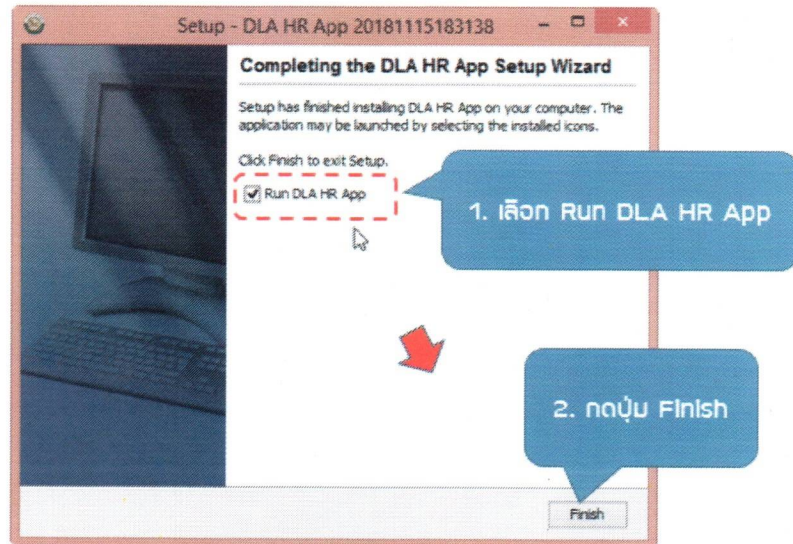 Setup - DLA HR App 20181115183138
Completing the DLA HR App Setup Wizard
Setup has finished installing DLA HR App on your computer. The
application may be launched by selecting the installed icons.
Click Finish to exit Setup.
Run DLA HR App
1. เลือก Run DLA HR App
2. กดปุ่ม Finish
Finish